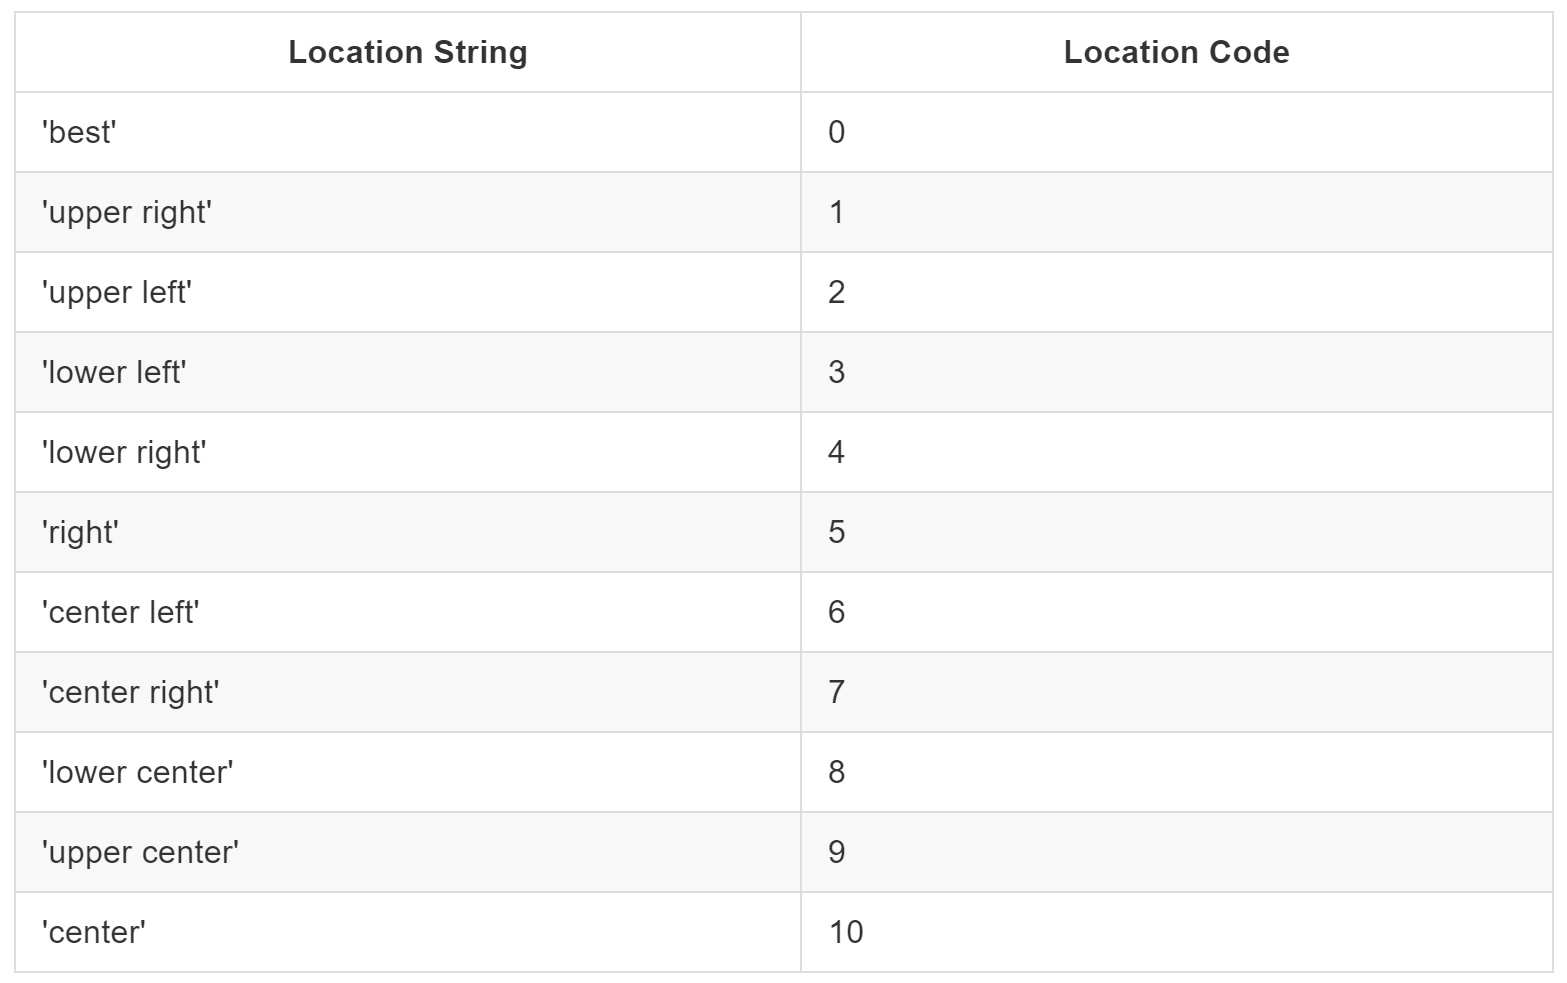 Location String Location Code
'best' 0
'upper right' 1
'upper left' 2
'lower left' 3
'lower right' 4
'right' 5
'center left' 6
'center right' 7
'lower center' 8
'upper center' 9
'center' 10